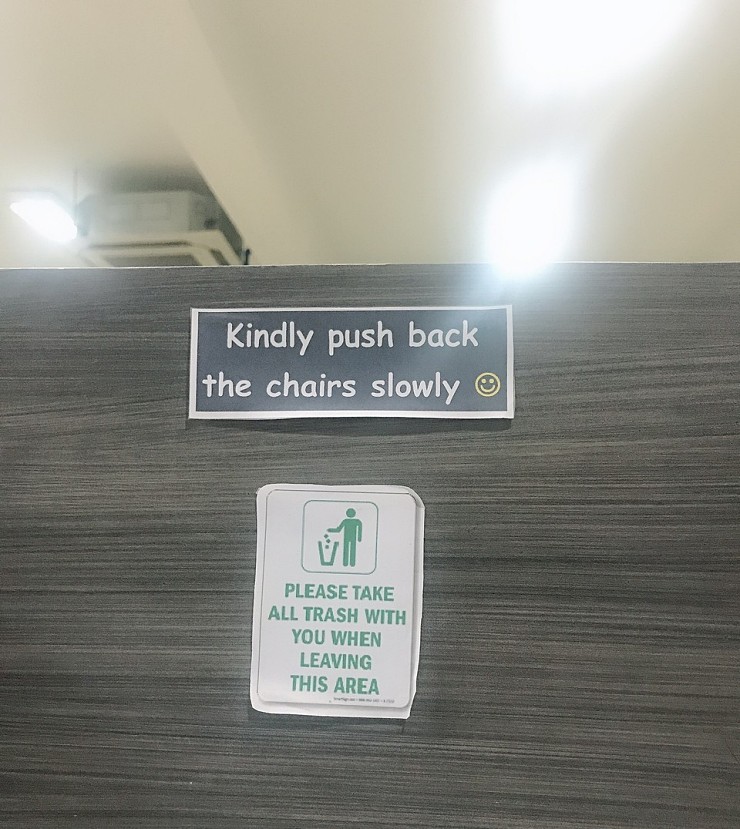 Kindly push back
the chairs slowly
PLEASE TAKE
ALL TRASH WITH
YOU WHEN
LEAVING
THIS AREA